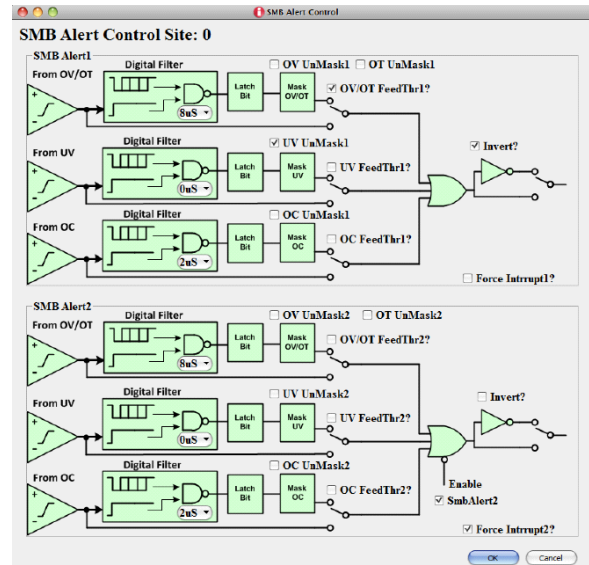 SMB Alert Control
SMB Alert Control Site: 0
SMB Alert1
From OV/OT
Digital Filter
OV UnMask1
OT UnMask1
8uS
Latch Bit
Mask OV/OT
OV/OT FeedThr1?
From UV
Digital Filter
UV UnMask1
0uS
Latch Bit
Mask UV
UV FeedThr1?
Invert?
From OC
Digital Filter
OC UnMask1
2uS
Latch Bit
Mask OC
OC FeedThr1?
Force Intrrupt1?
SMB Alert2
From OV/OT
Digital Filter
OV UnMask2
OT UnMask2
8uS
Latch Bit
Mask OV/OT
OV/OT FeedThr2?
From UV
Digital Filter
UV UnMask2
0uS
Latch Bit
Mask UV
UV FeedThr2?
Invert?
From OC
Digital Filter
OC UnMask2
2uS
Latch Bit
Mask OC
OC FeedThr2?
Enable
SmbAlert2
Force Intrrupt2?
OK
Cancel